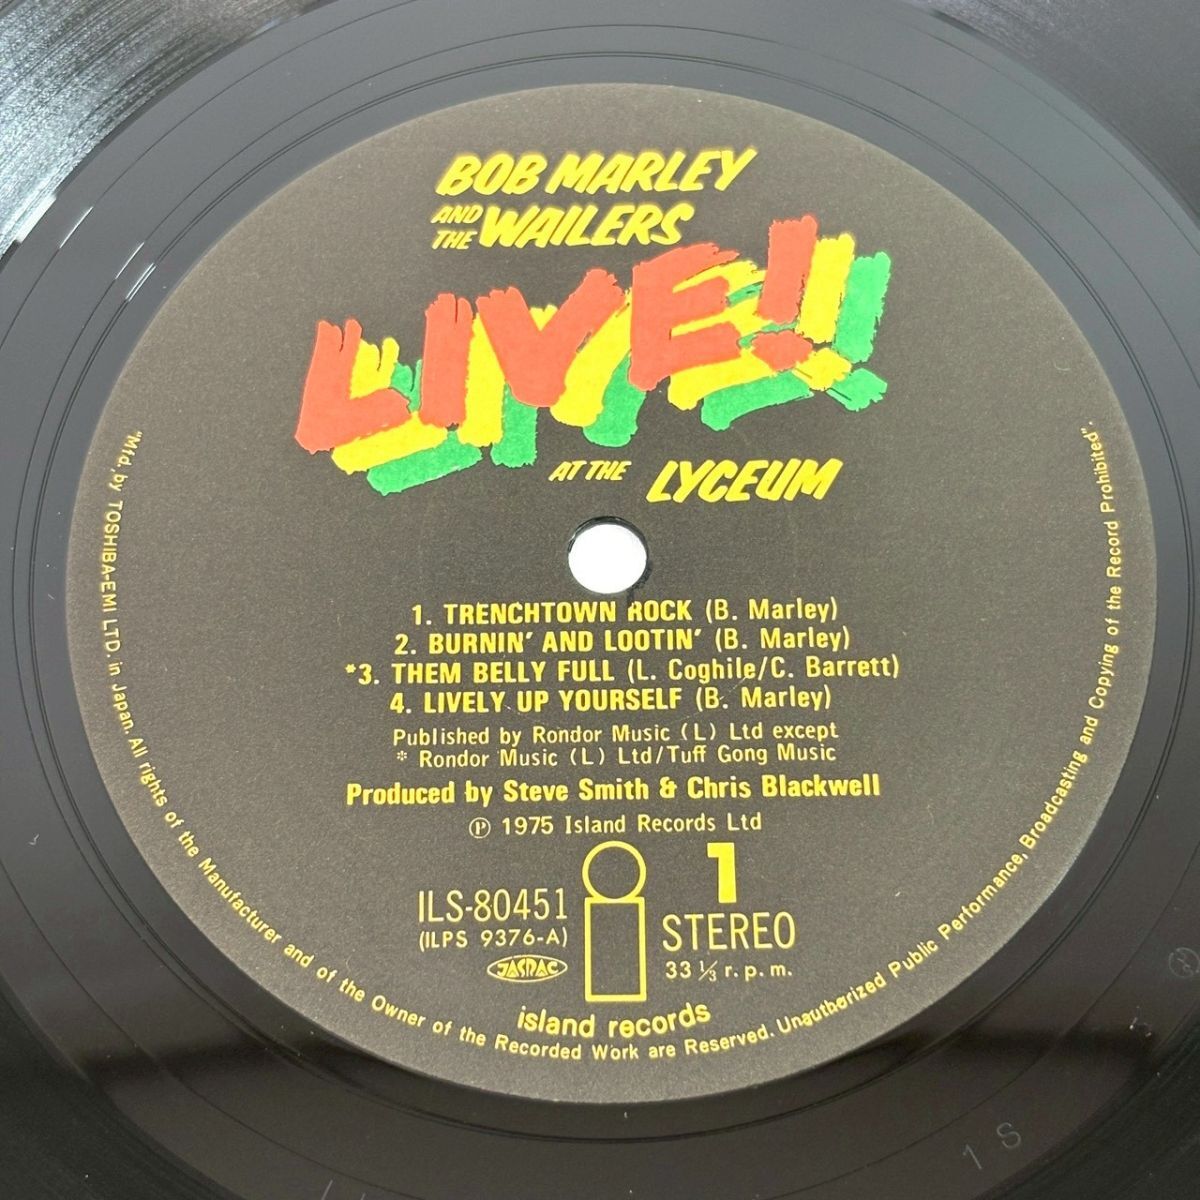 BOB MARLEY
AND THE WAILERS
LIVE!
AT THE LYCEUM
1. TRENCHTOWN ROCK (B. Marley)
2. BURNIN' AND LOOTIN' (B. Marley)
*3. THEM BELLY FULL (L. Coghile/C. Barrett)
4. LIVELY UP YOURSELF (B. Marley)
Published by Rondor Music (L) Ltd except
* Rondor Music (L) Ltd/Tuff Gong Music
Produced by Steve Smith & Chris Blackwell
Ⓟ 1975 Island Records Ltd
ILS-80451
(ILPS 9376-A)
JASRAC
1
STEREO
33 1/3 r.p.m.
island records
"Mfd. by TOSHIBA-EMI LTD. in Japan. All rights of the Manufacturer and of the Owner of the Recorded Work are Reserved. Unauthorized Public Performance, Broadcasting and Copying of the Record Prohibited".
1 S